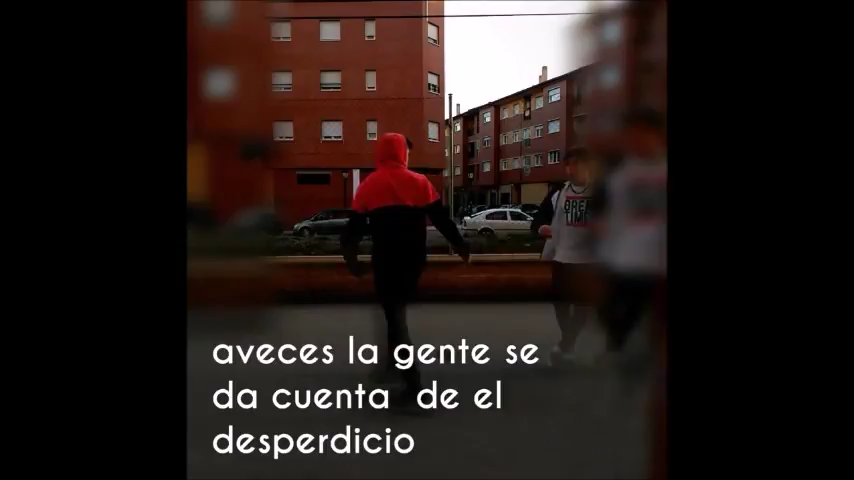 aveces la gente se
da cuenta  de el
desperdicio